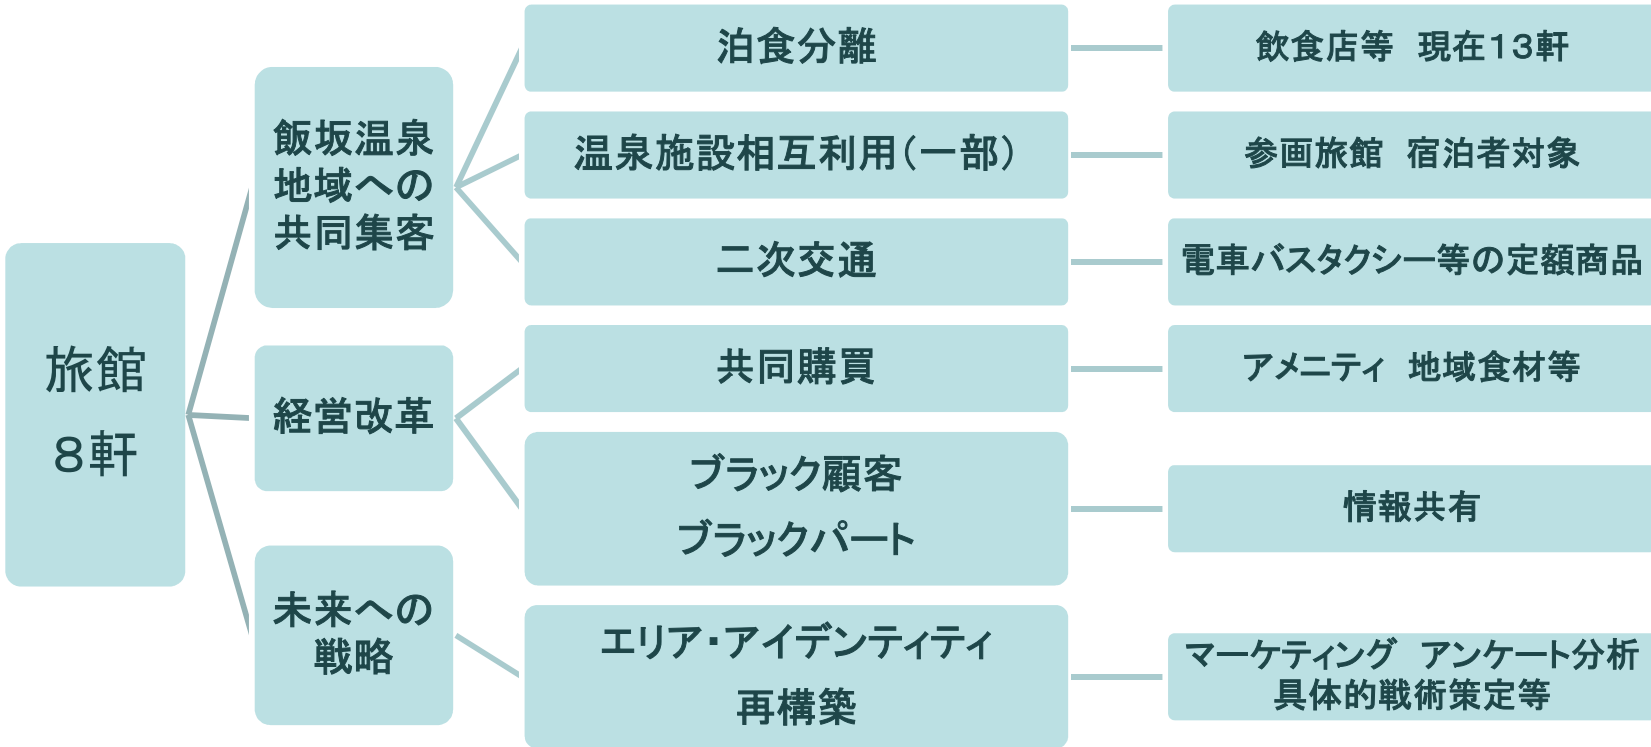 旅館
８軒
飯坂温泉
地域への
共同集客
経営改革
未来への
戦略
泊食分離
温泉施設相互利用（一部）
二次交通
共同購買
ブラック顧客
ブラックパート
エリア・アイデンティティ
再構築
飲食店等　現在１３軒
参画旅館　宿泊者対象
電車バスタクシー等の定額商品
アメニティ　地域食材等
情報共有
マーケティング　アンケート分析
具体的戦術策定等